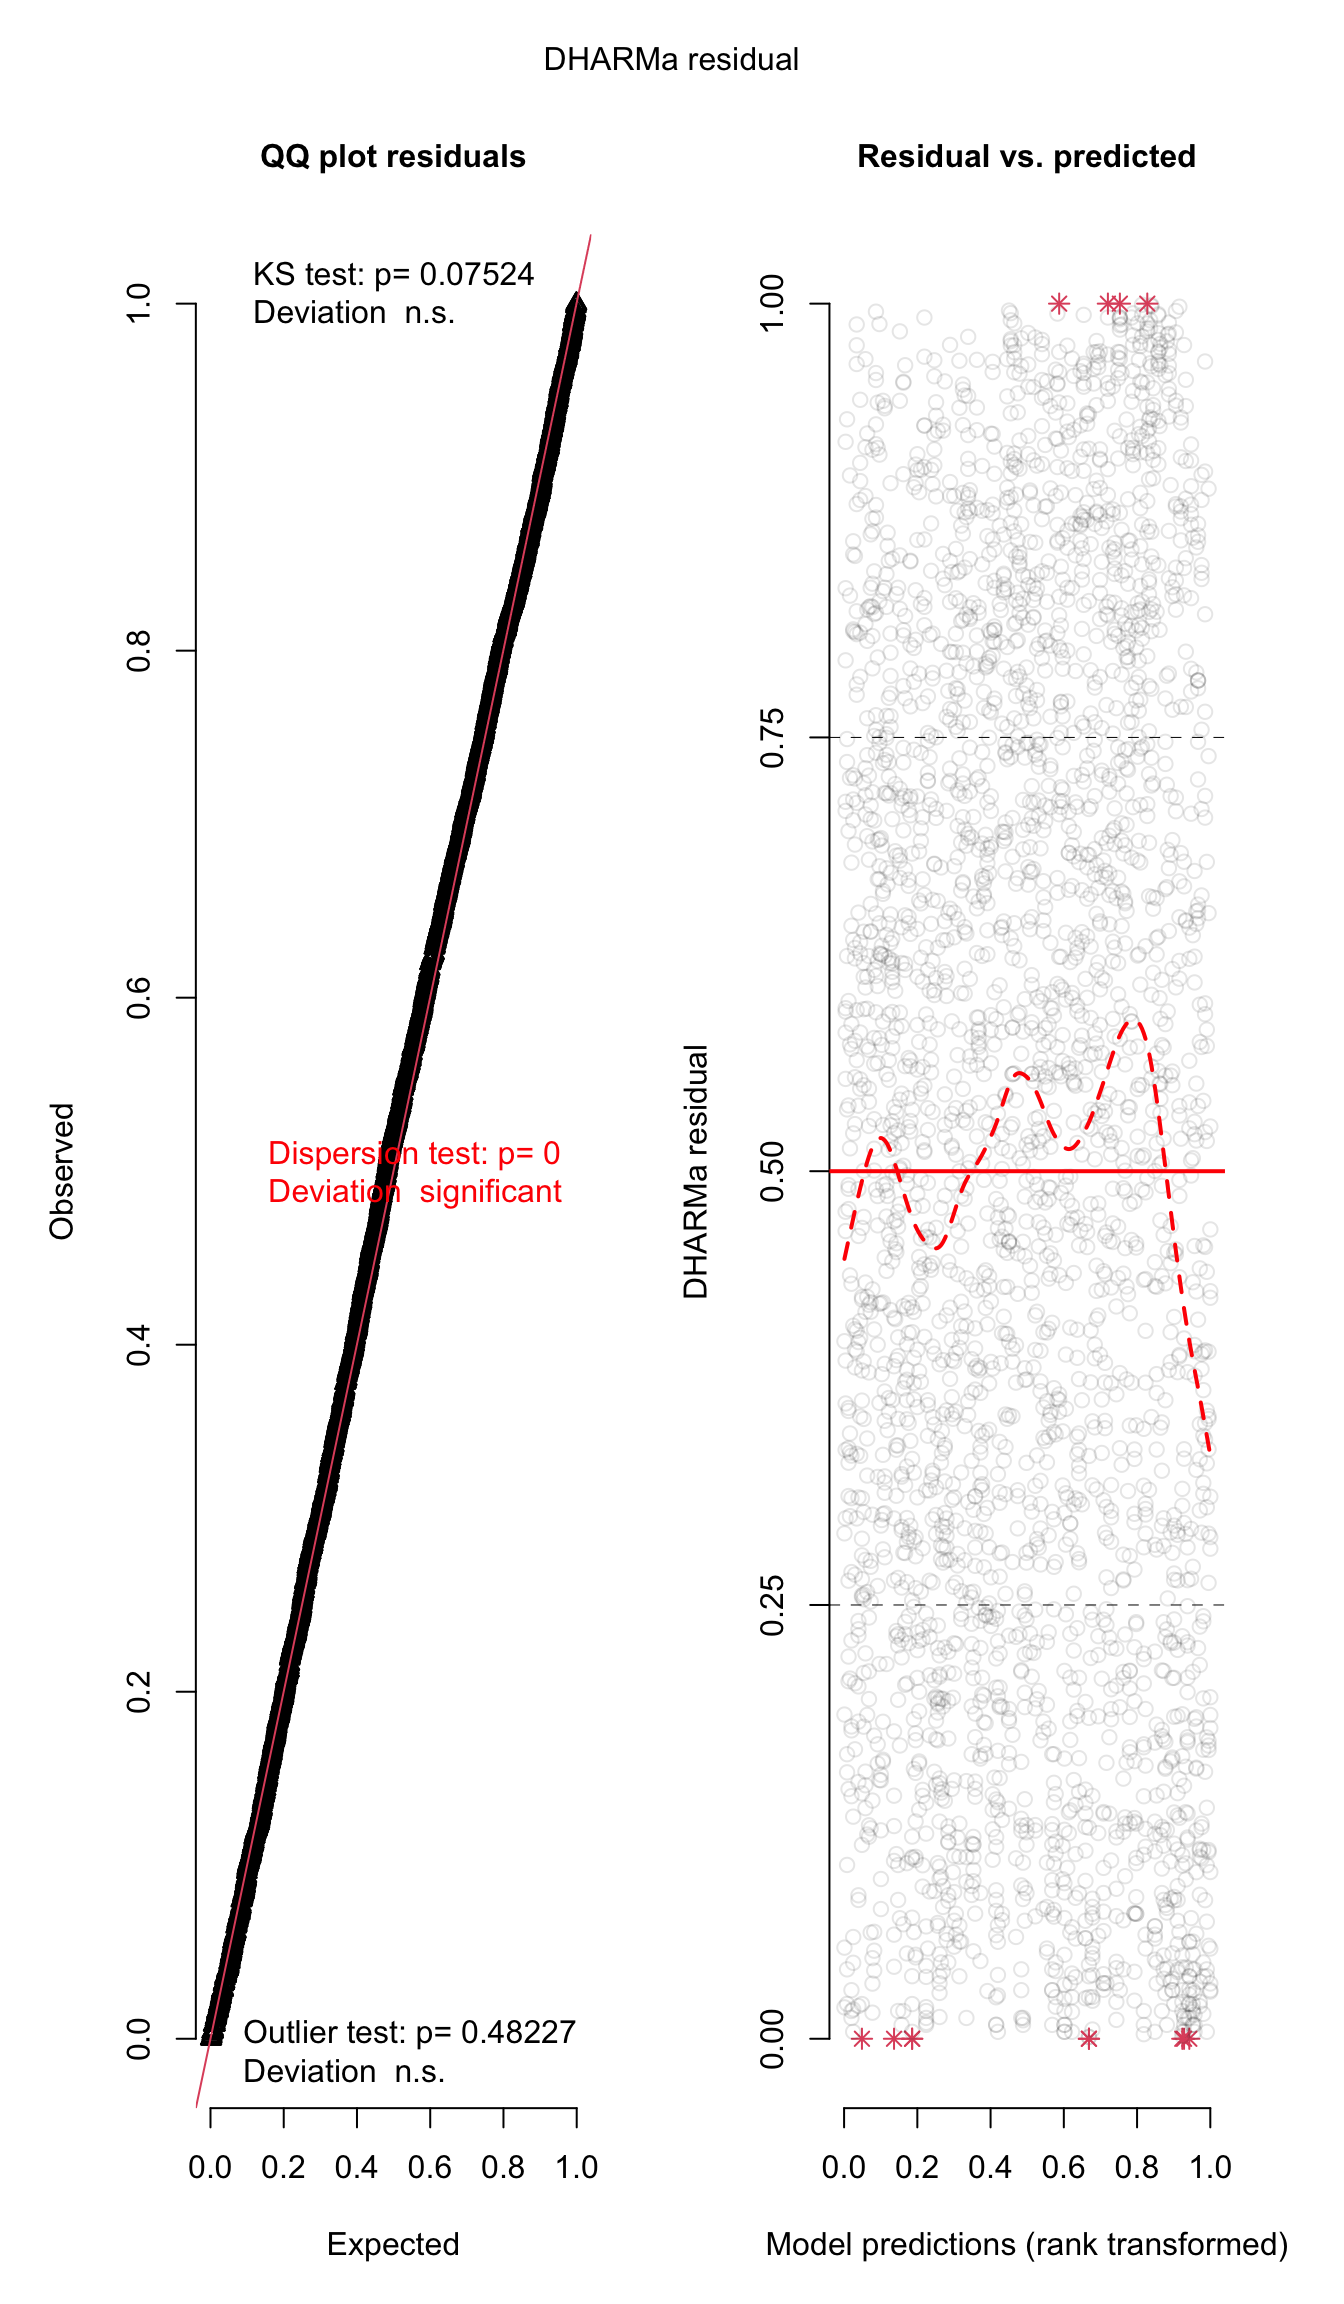 DHARMa residual
QQ plot residuals
KS test: p= 0.07524
Deviation  n.s.
Dispersion test: p= 0
Deviation  significant
Outlier test: p= 0.48227
Deviation  n.s.
Observed
1.0
0.8
0.6
0.4
0.2
0.0
0.0 0.2 0.4 0.6 0.8 1.0
Expected
Residual vs. predicted
DHARMa residual
1.00
0.75
0.50
0.25
0.00
0.0 0.2 0.4 0.6 0.8 1.0
Model predictions (rank transformed)